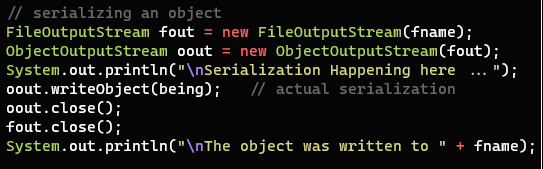 // serializing an object
FileOutputStream fout = new FileOutputStream(fname);
ObjectOutputStream oout = new ObjectOutputStream(fout);
System.out.println("\nSerialization Happening here ...");
oout.writeObject(being);   // actual serialization
oout.close();
fout.close();
System.out.println("\nThe object was written to " + fname);